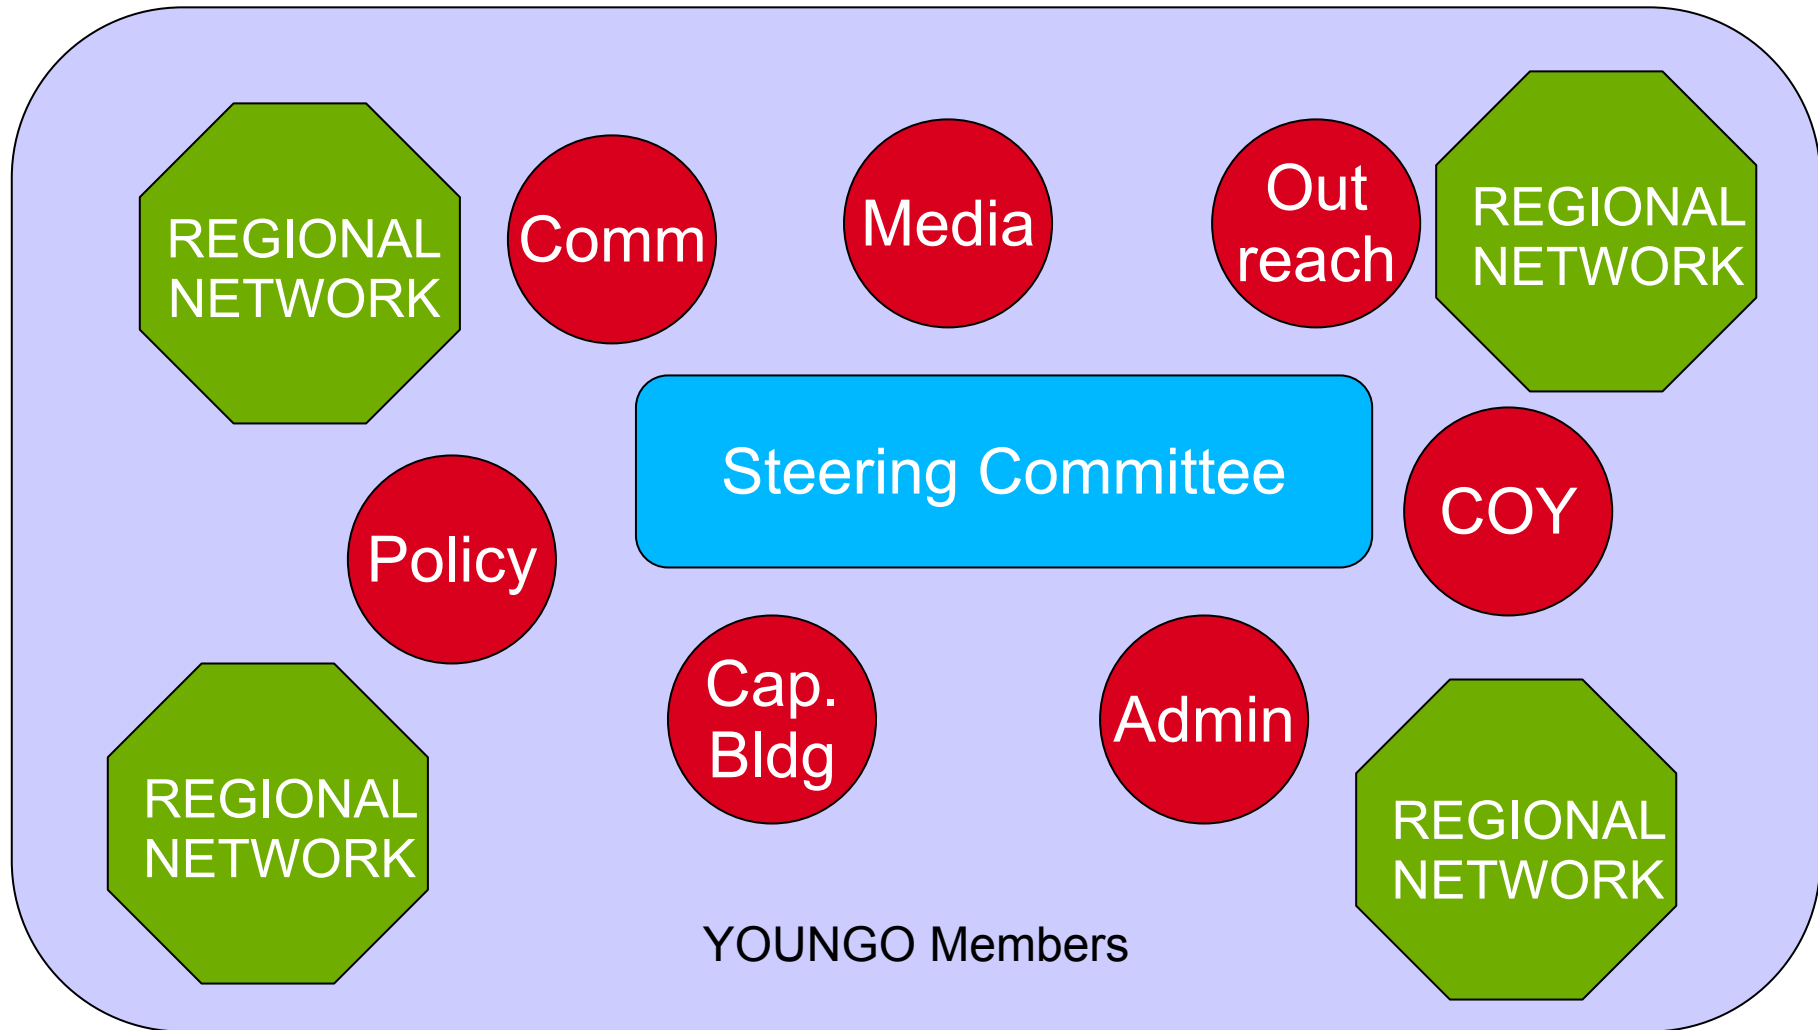 REGIONAL
NETWORK
Comm
Media
Out
reach
REGIONAL
NETWORK
Steering Committee
COY
Policy
Cap.
Bldg
Admin
REGIONAL
NETWORK
REGIONAL
NETWORK
YOUNGO Members